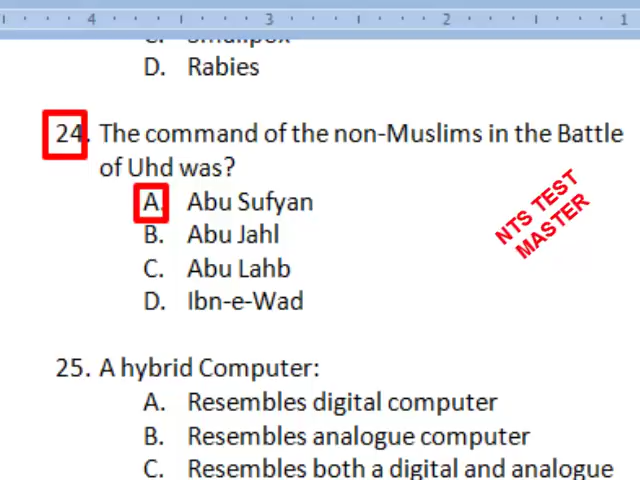 4 3 2 1
C. Smallpox
D. Rabies
24. The command of the non-Muslims in the Battle
of Uhd was?
A. Abu Sufyan
B. Abu Jahl
C. Abu Lahb
D. Ibn-e-Wad
NTS TEST
MASTER
25. A hybrid Computer:
A. Resembles digital computer
B. Resembles analogue computer
C. Resembles both a digital and analogue